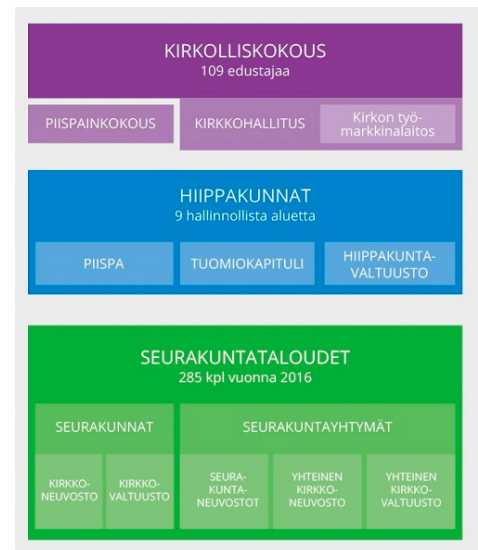 KIRKOLLISKOKOUS
109 edustajaa
PIISPAINKOKOUS
KIRKKOHALLITUS
Kirkon työ-
markkinalaitos
HIIPPAKUNNAT
9 hallinnollista aluetta
PIISPA
TUOMIOKAPITULI
HIIPPAKUNTA-
VALTUUSTO
SEURAKUNTATALOUDET
285 kpl vuonna 2016
SEURAKUNNAT
SEURAKUNTAYHTYMÄT
KIRKKO-
NEUVOSTO
KIRKKO-
VALTUUSTO
SEURA-
KUNTA-
NEUVOSTOT
YHTEINEN
KIRKKO-
NEUVOSTO
YHTEINEN
KIRKKO-
VALTUUSTO